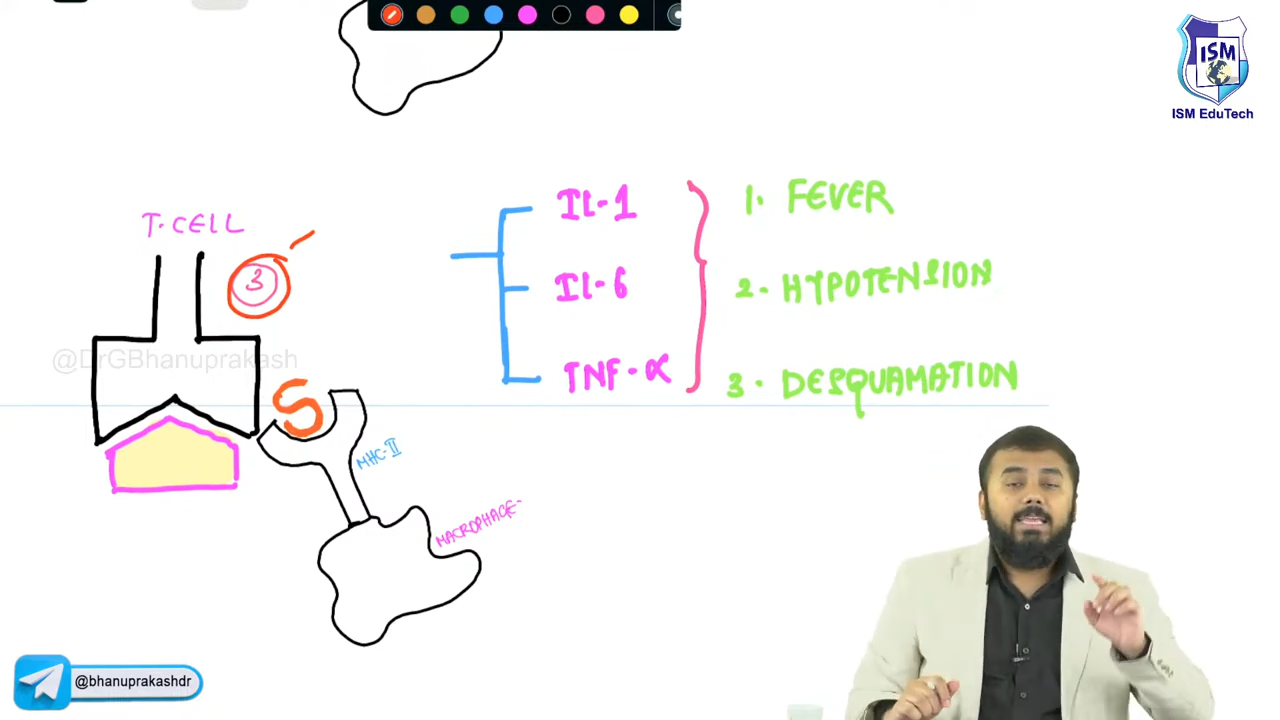 ISM
ISM EduTech
T.CELL
3
@DrGBhanuprakash
S
MHC-II
MACROPHAGE
IL-1
IL-6
TNF-α
1. FEVER
2. HYPOTENSION
3. DESQUAMATION
@bhanuprakashdr